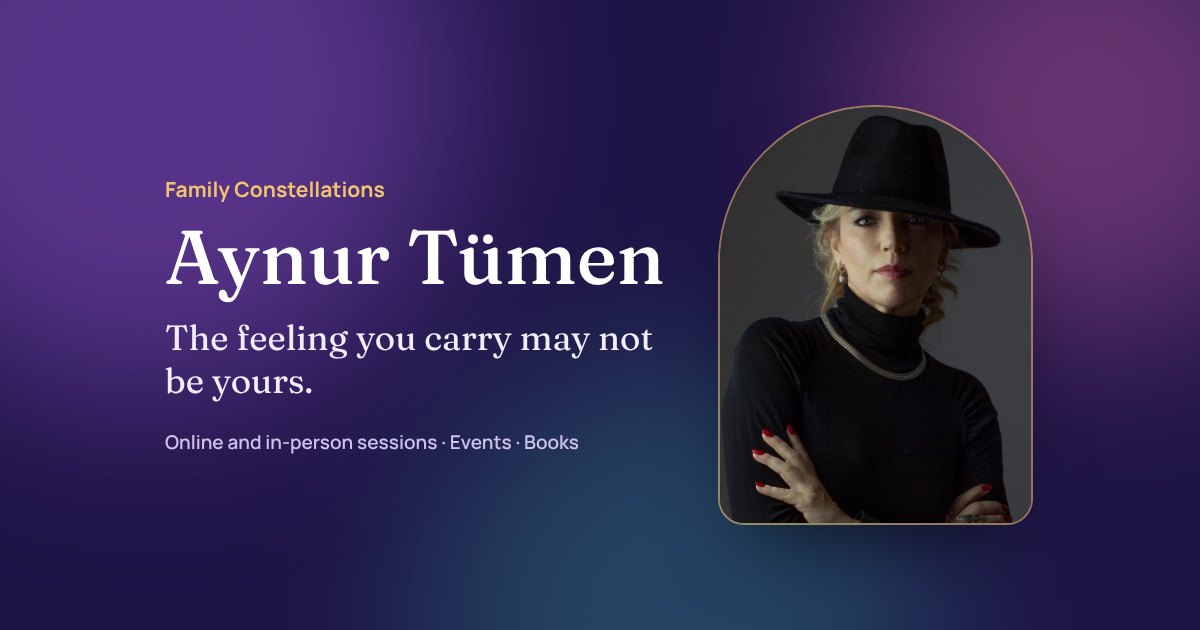 Family Constellations
Aynur Tümen
The feeling you carry may not
be yours.
Online and in-person sessions · Events · Books